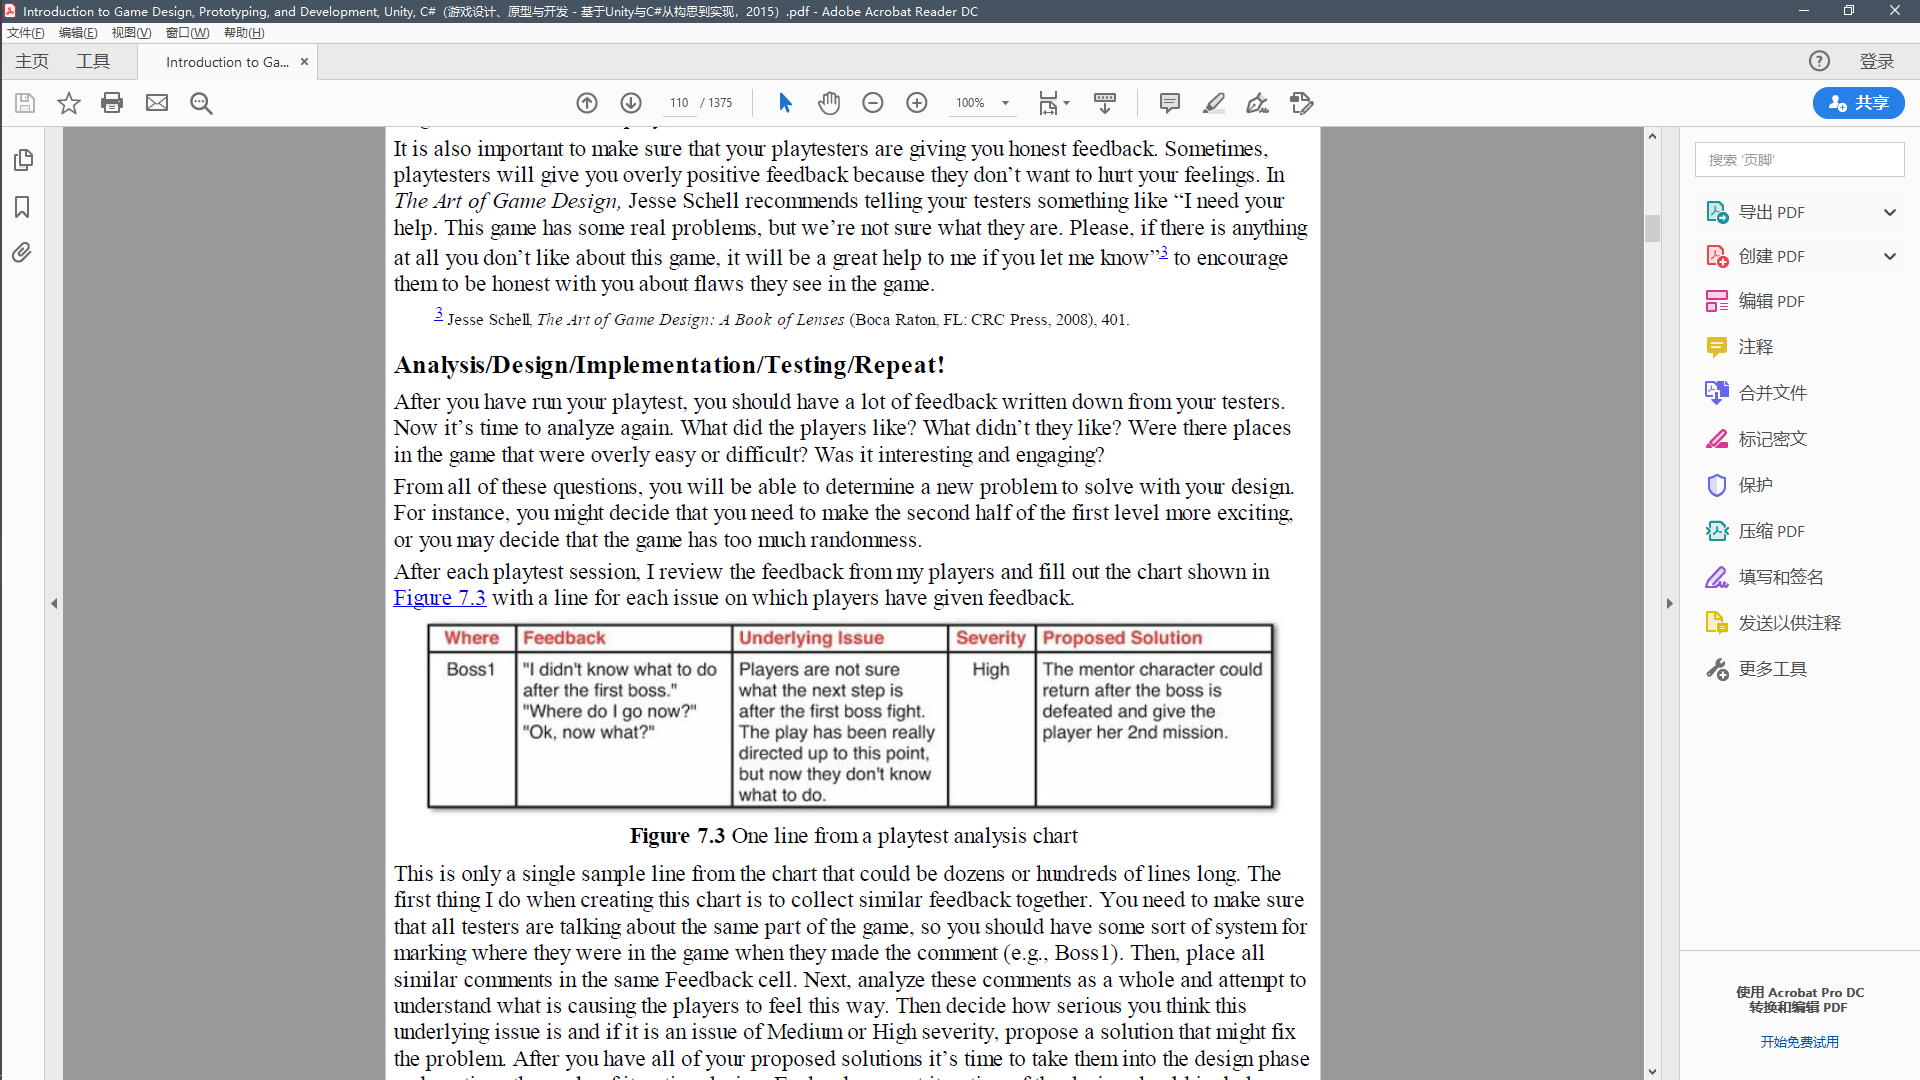 Introduction to Game Design, Prototyping, and Development, Unity, C#（游戏设计、原型与开发 - 基于Unity与C#从构思到实现，2015）.pdf - Adobe Acrobat Reader DC
文件(F) 编辑(E) 视图(V) 窗口(W) 帮助(H)
主页 工具 Introduction to Ga... × 登录
110 / 1375 100% 共享
It is also important to make sure that your playtesters are giving you honest feedback. Sometimes,
playtesters will give you overly positive feedback because they don’t want to hurt your feelings. In
The Art of Game Design, Jesse Schell recommends telling your testers something like “I need your
help. This game has some real problems, but we’re not sure what they are. Please, if there is anything
at all you don’t like about this game, it will be a great help to me if you let me know”3 to encourage
them to be honest with you about flaws they see in the game.
3 Jesse Schell, The Art of Game Design: A Book of Lenses (Boca Raton, FL: CRC Press, 2008), 401.
Analysis/Design/Implementation/Testing/Repeat!
After you have run your playtest, you should have a lot of feedback written down from your testers.
Now it’s time to analyze again. What did the players like? What didn’t they like? Were there places
in the game that were overly easy or difficult? Was it interesting and engaging?
From all of these questions, you will be able to determine a new problem to solve with your design.
For instance, you might decide that you need to make the second half of the first level more exciting,
or you may decide that the game has too much randomness.
After each playtest session, I review the feedback from my players and fill out the chart shown in
Figure 7.3 with a line for each issue on which players have given feedback.
Where Feedback Underlying Issue Severity Proposed Solution
Boss1 "I didn't know what to do Players are not sure High The mentor character could
after the first boss." what the next step is return after the boss is
"Where do I go now?" after the first boss fight. defeated and give the
"Ok, now what?" The play has been really player her 2nd mission.
directed up to this point,
but now they don't know
what to do.
Figure 7.3 One line from a playtest analysis chart
This is only a single sample line from the chart that could be dozens or hundreds of lines long. The
first thing I do when creating this chart is to collect similar feedback together. You need to make sure
that all testers are talking about the same part of the game, so you should have some sort of system for
marking where they were in the game when they made the comment (e.g., Boss1). Then, place all
similar comments in the same Feedback cell. Next, analyze these comments as a whole and attempt to
understand what is causing the players to feel this way. Then decide how serious you think this
underlying issue is and if it is an issue of Medium or High severity, propose a solution that might fix
the problem. After you have all of your proposed solutions it’s time to take them into the design phase
搜索 '页脚'
导出 PDF
创建 PDF
编辑 PDF
注释
合并文件
标记密文
保护
压缩 PDF
填写和签名
发送以供注释
更多工具
使用 Acrobat Pro DC
转换和编辑 PDF
开始免费试用